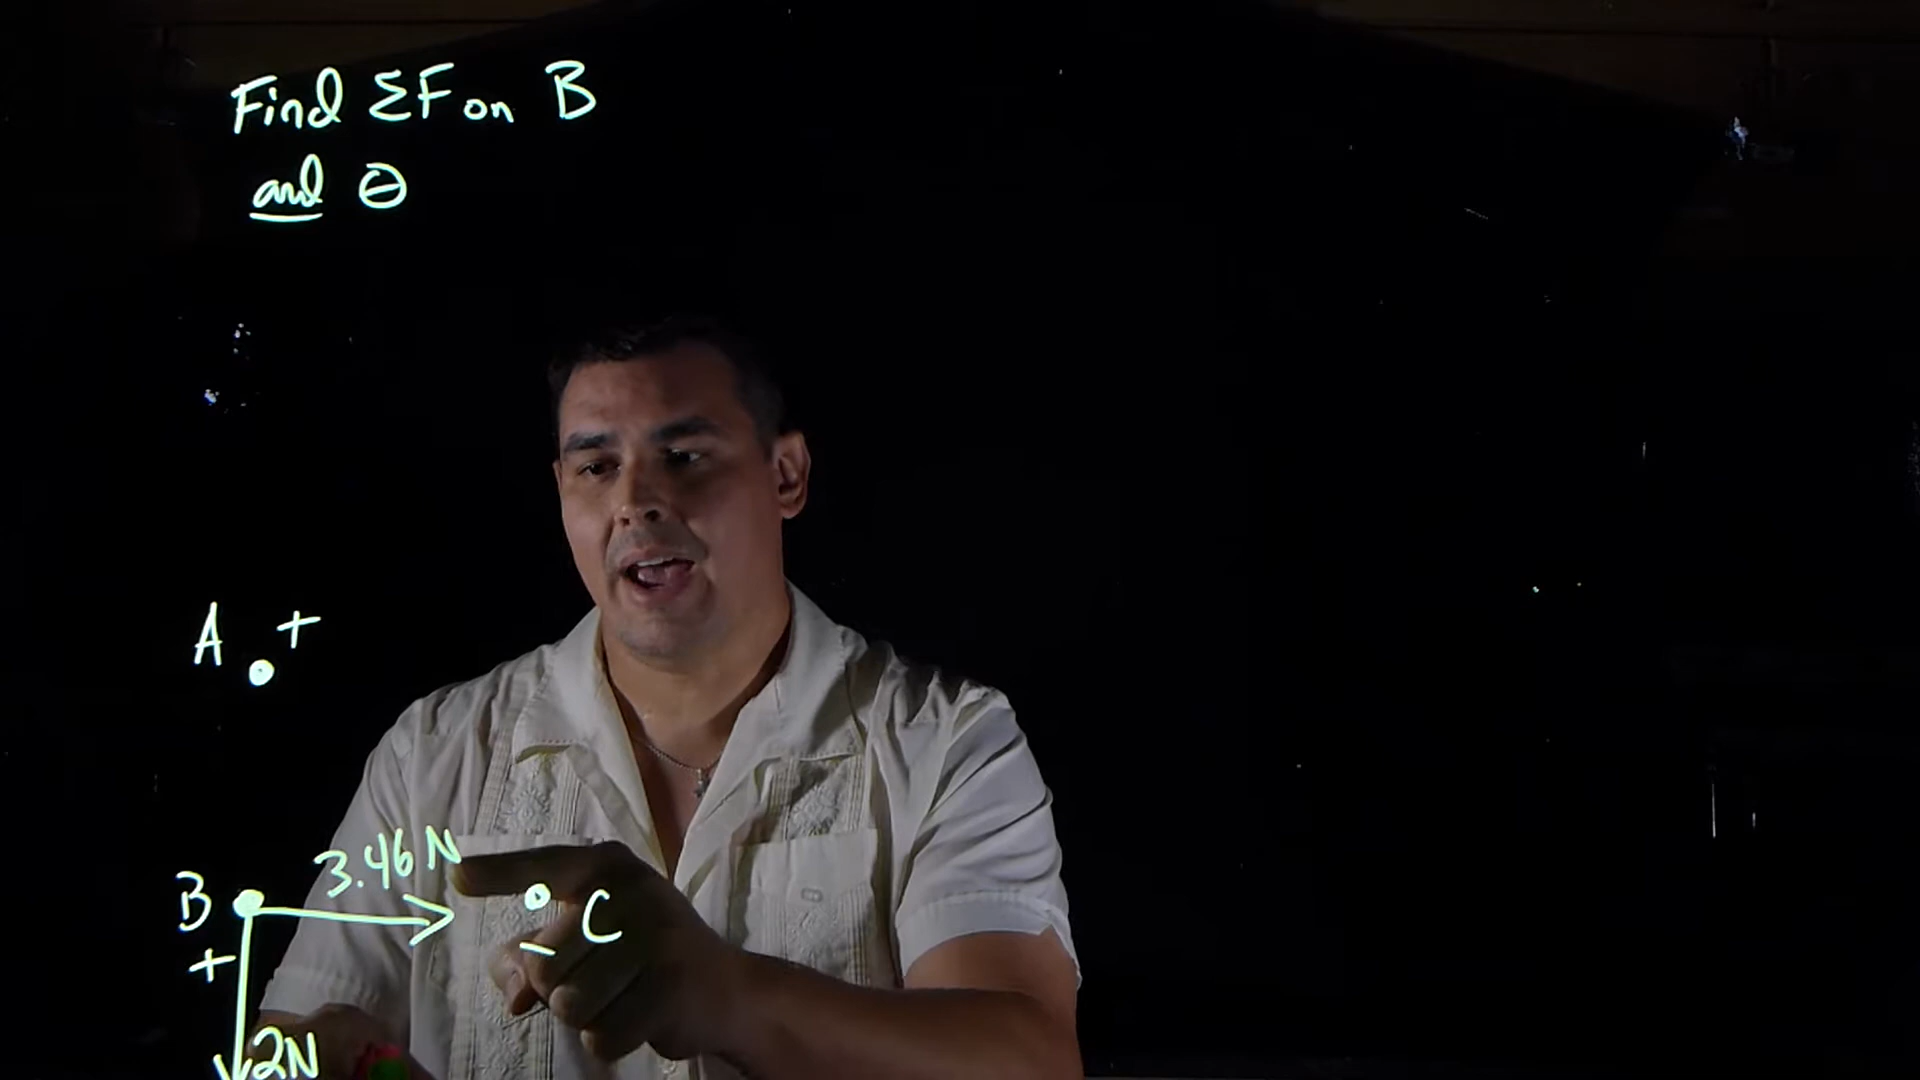 Find ΣF on B
and Θ
A +
3.46 N
B
C
+
−
2N